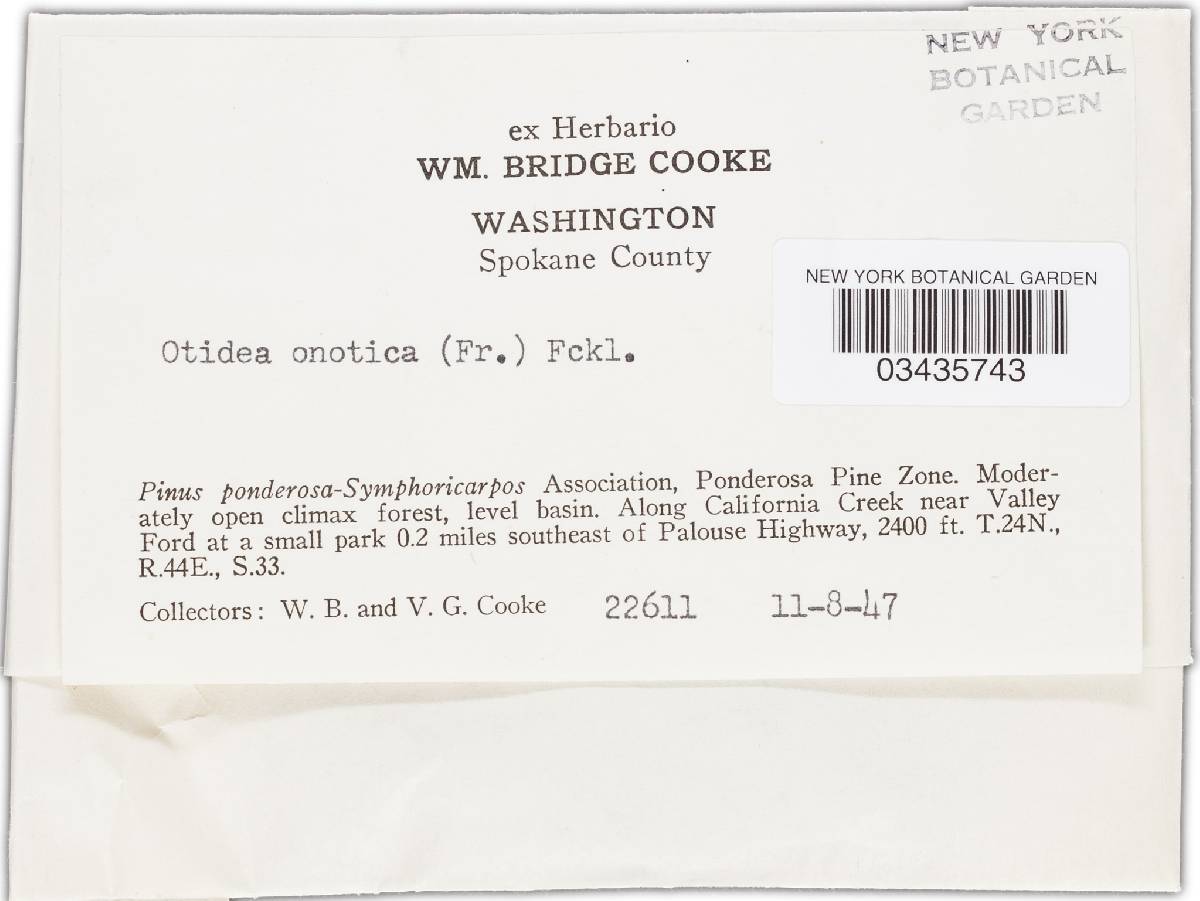 NEW YORK
BOTANICAL
GARDEN
ex Herbario
WM. BRIDGE COOKE
WASHINGTON
Spokane County
NEW YORK BOTANICAL GARDEN
03435743
Otidea onotica (Fr.) Fckl.
Pinus ponderosa-Symphoricarpos Association, Ponderosa Pine Zone. Moder-
ately open climax forest, level basin. Along California Creek near Valley
Ford at a small park 0.2 miles southeast of Palouse Highway, 2400 ft. T.24N.,
R.44E., S.33.
Collectors: W. B. and V. G. Cooke 22611 11-8-47